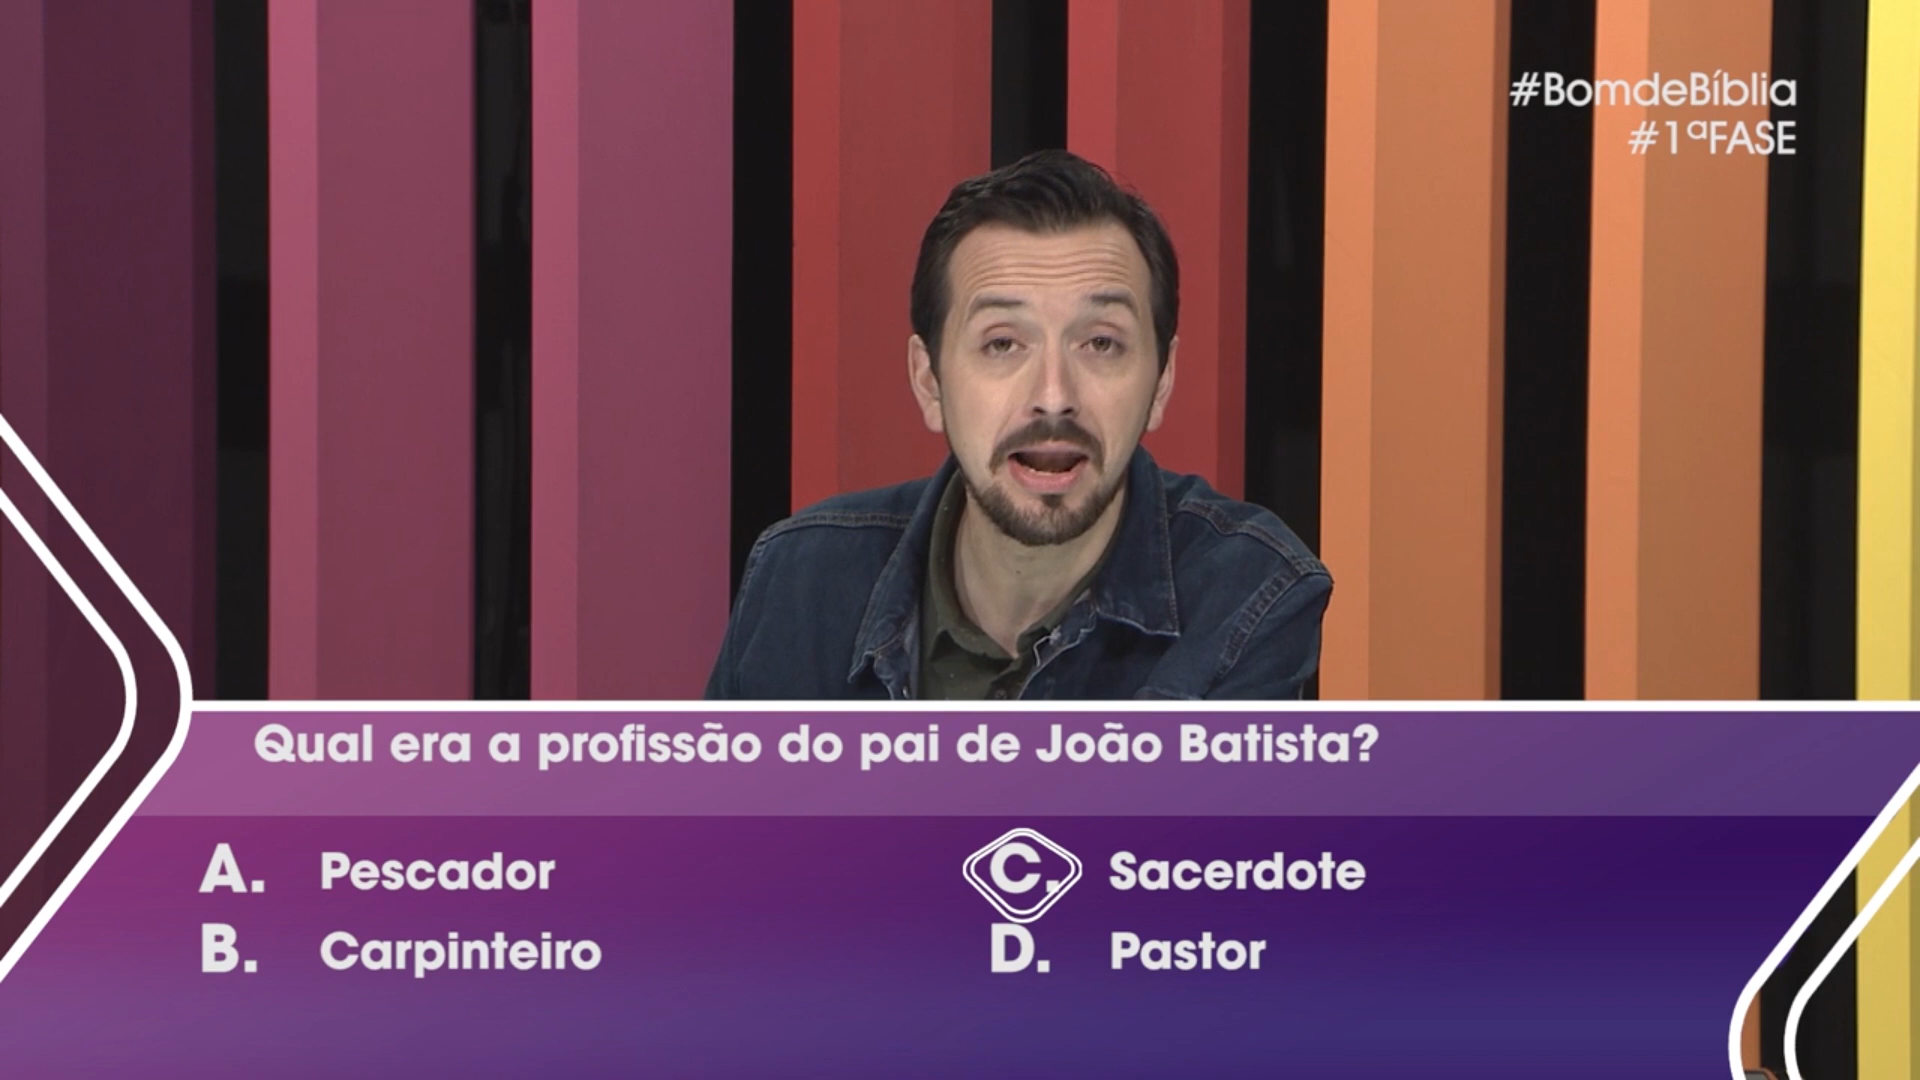 #BomdeBíblia
#1ªFASE
Qual era a profissão do pai de João Batista?
A. Pescador
B. Carpinteiro
C. Sacerdote
D. Pastor